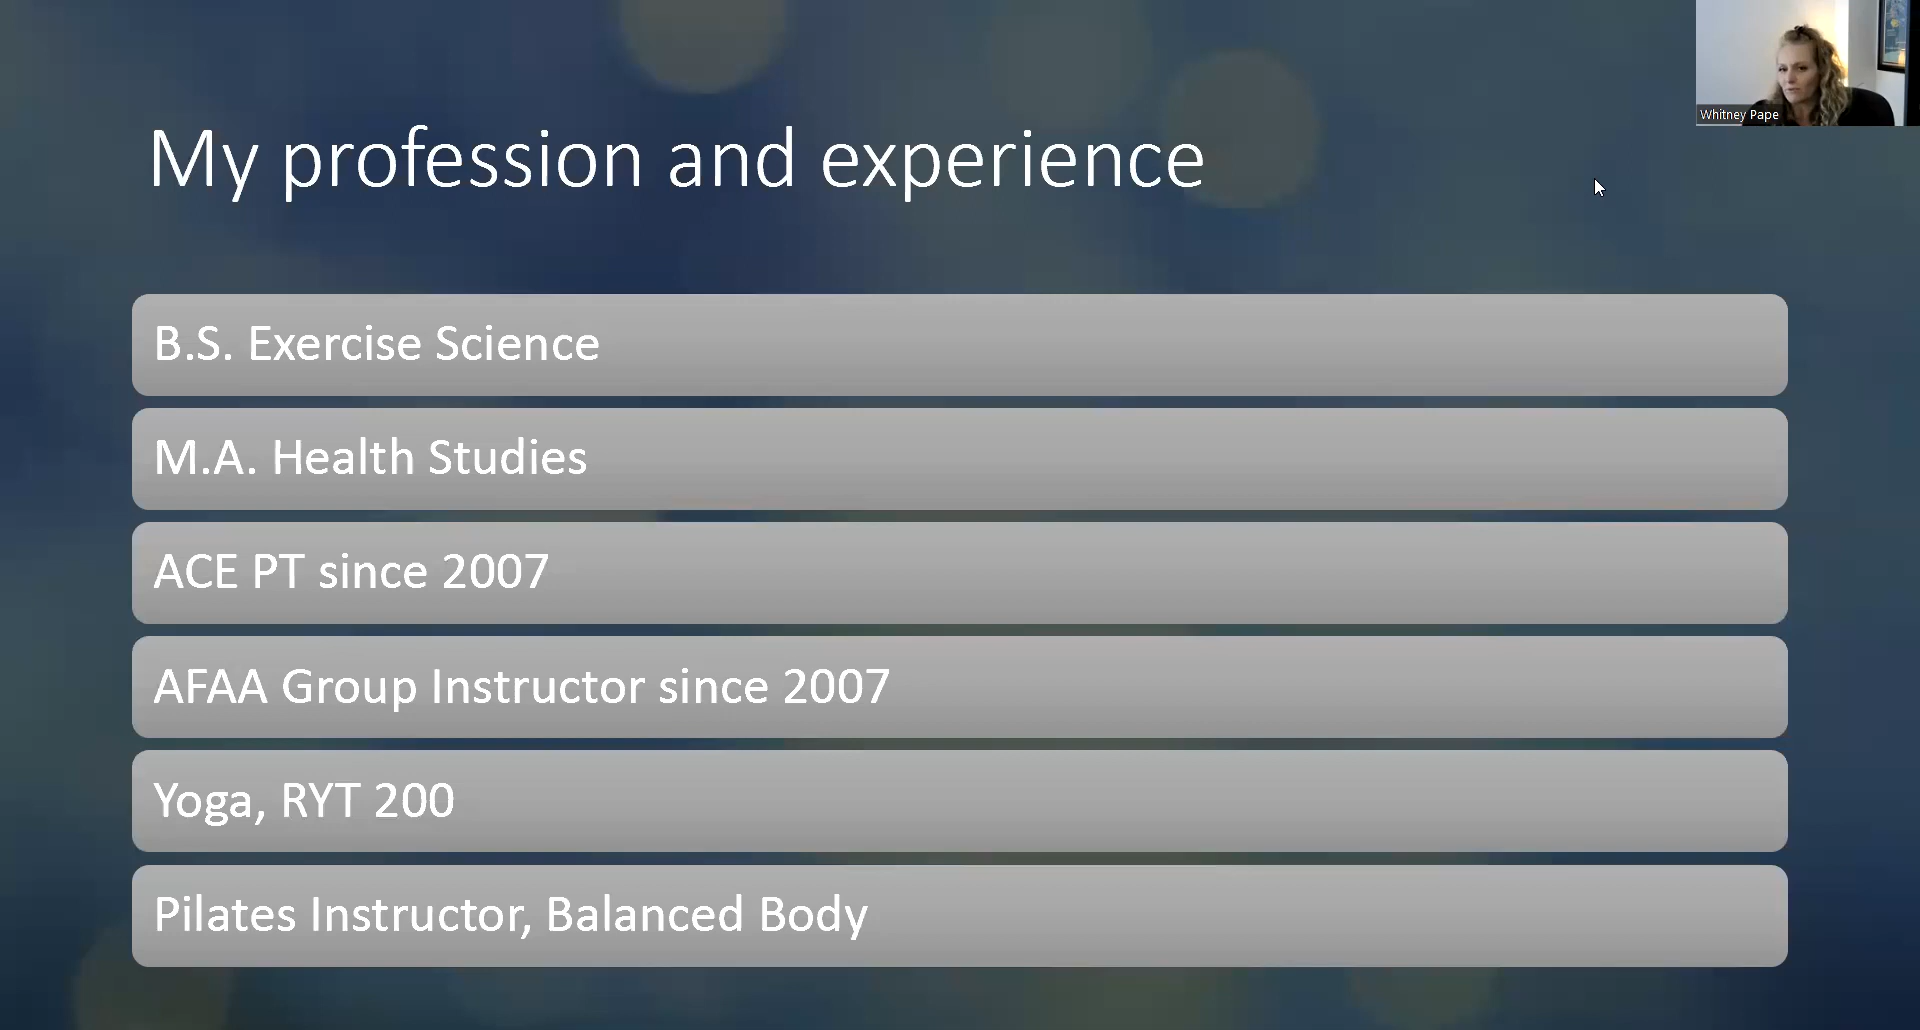 Whitney Pape
My profession and experience
B.S. Exercise Science
M.A. Health Studies
ACE PT since 2007
AFAA Group Instructor since 2007
Yoga, RYT 200
Pilates Instructor, Balanced Body